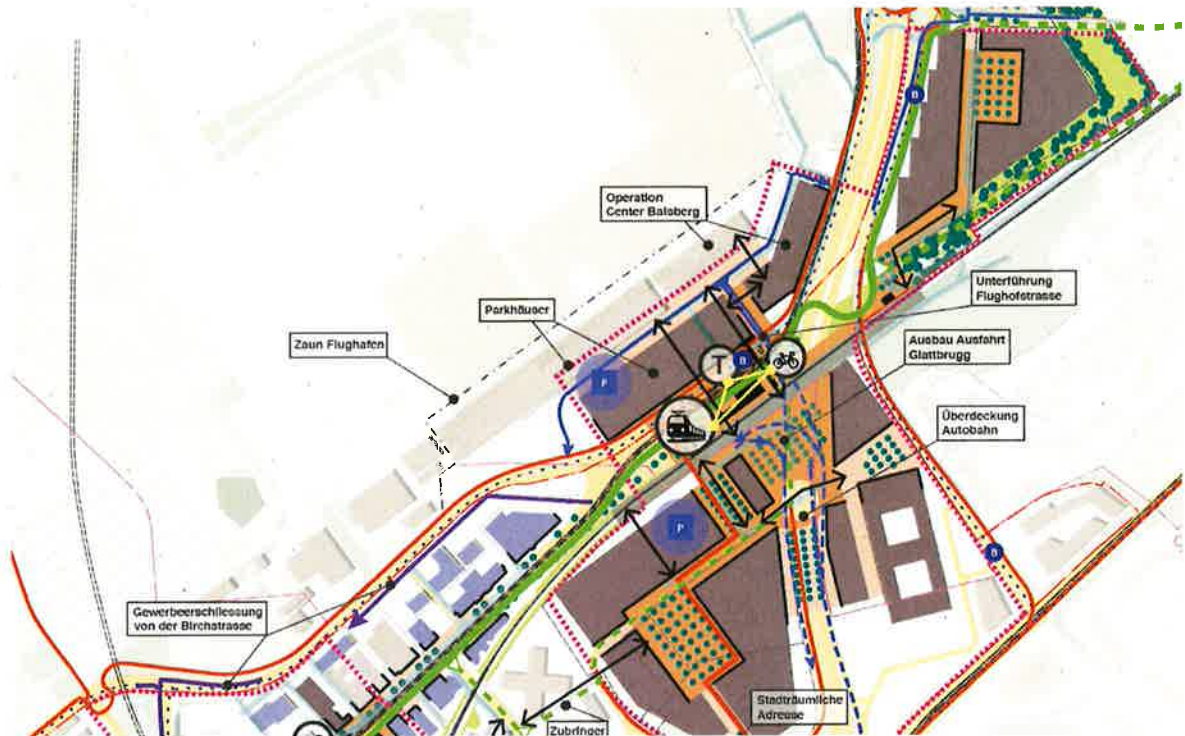 B
Operation
Center Balsberg
Unterführung
Flughofstrasse
Parkhäuser
Ausbau Ausfahrt
Glattbrugg
Zaun Flughafen
T
B
P
Überdeckung
Autobahn
P
B
Gewerbeerschliessung
von der Birchstrasse
Stadträumliche
Adresse
Zubringer